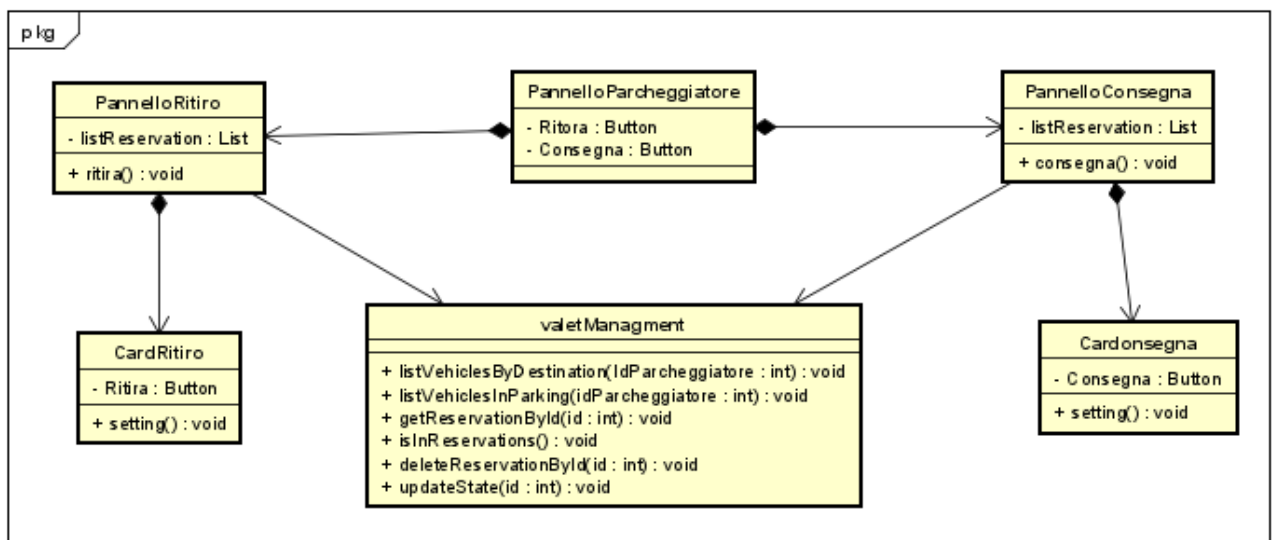 pkg
PannelloRitiro
- listReservation : List
+ ritira() : void
PannelloParcheggiatore
- Ritora : Button
- Consegna : Button
PannelloConsegna
- listReservation : List
+ consegna() : void
CardRitiro
- Ritira : Button
+ setting() : void
valetManagment
+ listVehiclesByDestination(IdParcheggiatore : int) : void
+ listVehiclesInParking(idParcheggiatore : int) : void
+ getReservationById(id : int) : void
+ isInReservations() : void
+ deleteReservationById(id : int) : void
+ updateState(id : int) : void
Cardonsegna
- Consegna : Button
+ setting() : void